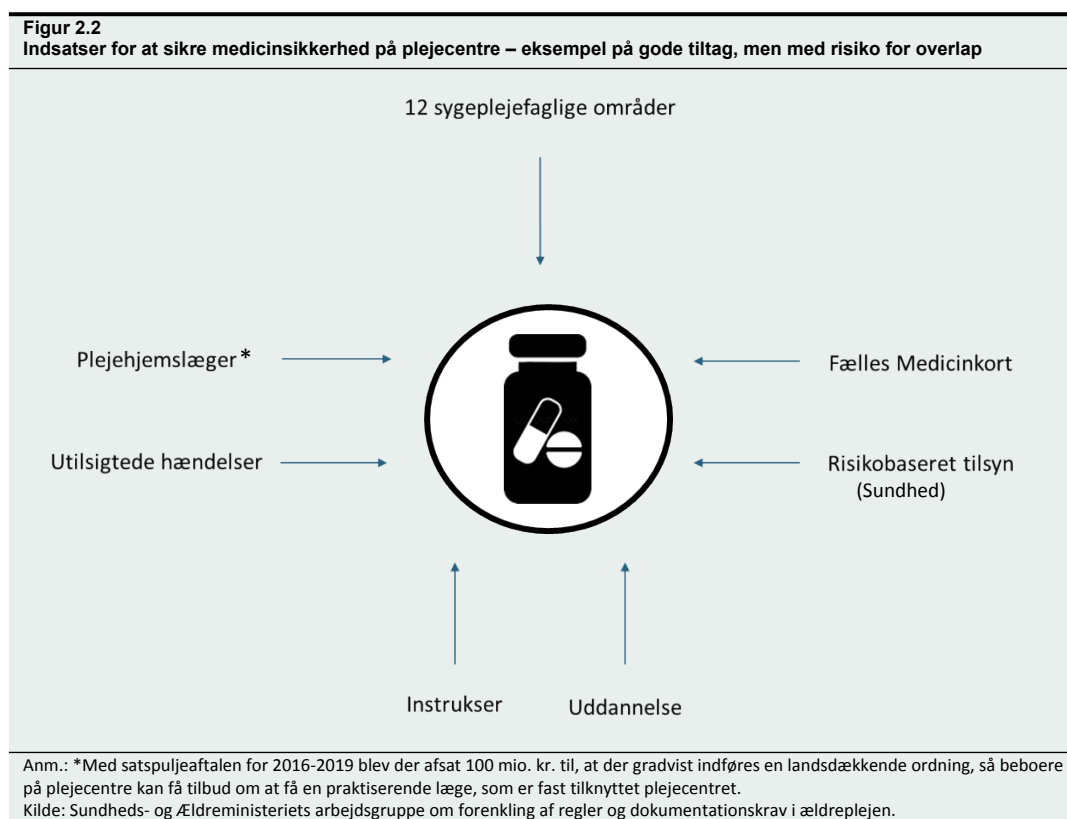 Figur 2.2
Indsatser for at sikre medicinsikkerhed på plejecentre – eksempel på gode tiltag, men med risiko for overlap
12 sygeplejefaglige områder
Plejehjemslæger*
Fælles Medicinkort
Utilsigtede hændelser
Risikobaseret tilsyn
(Sundhed)
Instrukser
Uddannelse
Anm.: *Med satspuljeaftalen for 2016-2019 blev der afsat 100 mio. kr. til, at der gradvist indføres en landsdækkende ordning, så beboere
på plejecentre kan få tilbud om at få en praktiserende læge, som er fast tilknyttet plejecentret.
Kilde: Sundheds- og Ældreministeriets arbejdsgruppe om forenkling af regler og dokumentationskrav i ældreplejen.